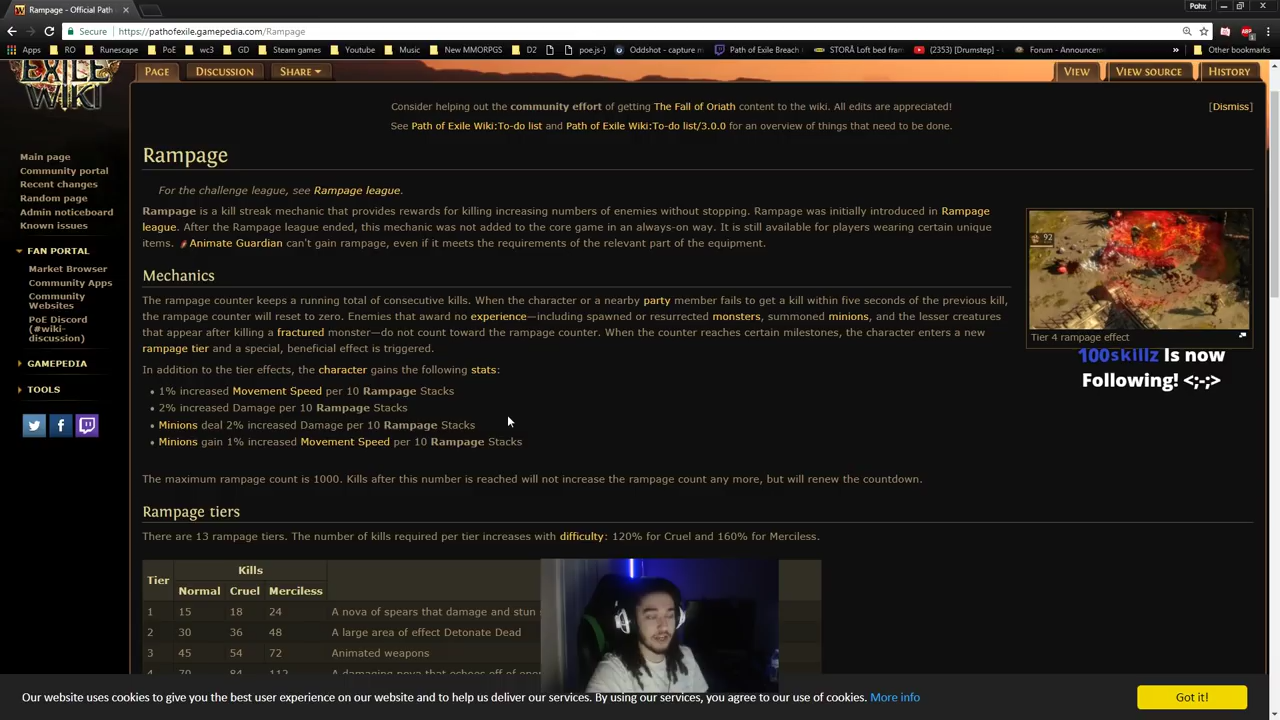 Rampage - Official Path
Pohx
Secure
https://pathofexile.gamepedia.com/Rampage
Apps RO Runescape PoE wc3 GD Steam games Youtube Music New MMORPGS D2 poe.js-) Oddshot - capture m Path of Exile Breach STORÅ Loft bed fram (2353) [Drumstep] Forum - Announcem » Other bookmarks
EXILE
WIKI
PAGE DISCUSSION SHARE VIEW VIEW SOURCE HISTORY
Consider helping out the community effort of getting The Fall of Oriath content to the wiki. All edits are appreciated!
[Dismiss]
See Path of Exile Wiki:To-do list and Path of Exile Wiki:To-do list/3.0.0 for an overview of things that need to be done.
Main page
Community portal
Recent changes
Random page
Admin noticeboard
Known issues
FAN PORTAL
Market Browser
Community Apps
Community
Websites
PoE Discord
(#wiki-
discussion)
GAMEPEDIA
TOOLS
Rampage
For the challenge league, see Rampage league.
Rampage is a kill streak mechanic that provides rewards for killing increasing numbers of enemies without stopping. Rampage was initially introduced in Rampage
league. After the Rampage league ended, this mechanic was not added to the core game in an always-on way. It is still available for players wearing certain unique
items. Animate Guardian can't gain rampage, even if it meets the requirements of the relevant part of the equipment.
92
Tier 4 rampage effect
100skillz Is now
Following! <;-;>
Mechanics
The rampage counter keeps a running total of consecutive kills. When the character or a nearby party member fails to get a kill within five seconds of the previous kill,
the rampage counter will reset to zero. Enemies that award no experience—including spawned or resurrected monsters, summoned minions, and the lesser creatures
that appear after killing a fractured monster—do not count toward the rampage counter. When the counter reaches certain milestones, the character enters a new
rampage tier and a special, beneficial effect is triggered.
In addition to the tier effects, the character gains the following stats:
• 1% increased Movement Speed per 10 Rampage Stacks
• 2% increased Damage per 10 Rampage Stacks
• Minions deal 2% increased Damage per 10 Rampage Stacks
• Minions gain 1% increased Movement Speed per 10 Rampage Stacks
The maximum rampage count is 1000. Kills after this number is reached will not increase the rampage count any more, but will renew the countdown.
Rampage tiers
There are 13 rampage tiers. The number of kills required per tier increases with difficulty: 120% for Cruel and 160% for Merciless.
Tier Kills
Normal Cruel Merciless
1 15 18 24 A nova of spears that damage and stun
2 30 36 48 A large area of effect Detonate Dead
3 45 54 72 Animated weapons
4 70 84 112 A damaging nova that echoes off of
Our website uses cookies to give you the best user experience on our website and to help us deliver our services. By using our services, you agree to our use of cookies. More info
Got it!